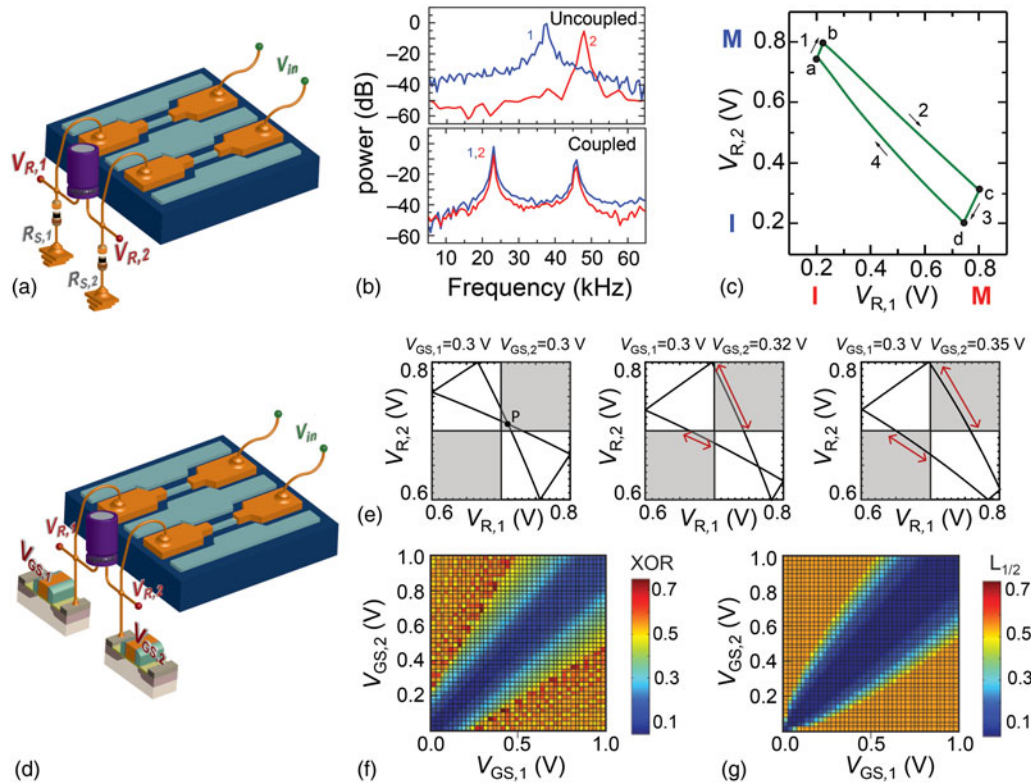 (a)
V_in
V_R,1
V_R,2
R_S,1
R_S,2
(b)
power (dB)
Uncoupled
0
−20
−40
−60
1
2
Coupled
0
−20
−40
−60
1,2
10 20 30 40 50 60
Frequency (kHz)
(c)
V_R,2 (V)
M
I
0.8
0.6
0.4
0.2
1
b
a
2
4
c
3
d
0.2 0.4 0.6 0.8
I V_R,1 (V) M
(d)
V_in
V_R,1
V_R,2
V_GS,1
V_GS,2
(e)
V_GS,1=0.3 V V_GS,2=0.3 V
V_GS,1=0.3 V V_GS,2=0.32 V
V_GS,1=0.3 V V_GS,2=0.35 V
V_R,2 (V)
0.8
0.6
P
0.6 0.8
V_R,1 (V)
V_R,2 (V)
0.8
0.6
0.6 0.8
V_R,1 (V)
V_R,2 (V)
0.8
0.6
0.6 0.8
V_R,1 (V)
(f)
V_GS,2 (V)
1.0
0.8
0.6
0.4
0.2
0.0 0.5 1.0
V_GS,1 (V)
XOR
0.7
0.5
0.3
0.1
(g)
V_GS,2 (V)
1.0
0.8
0.6
0.4
0.2
0.0 0.5 1.0
V_GS,1 (V)
L_1/2
0.7
0.5
0.3
0.1